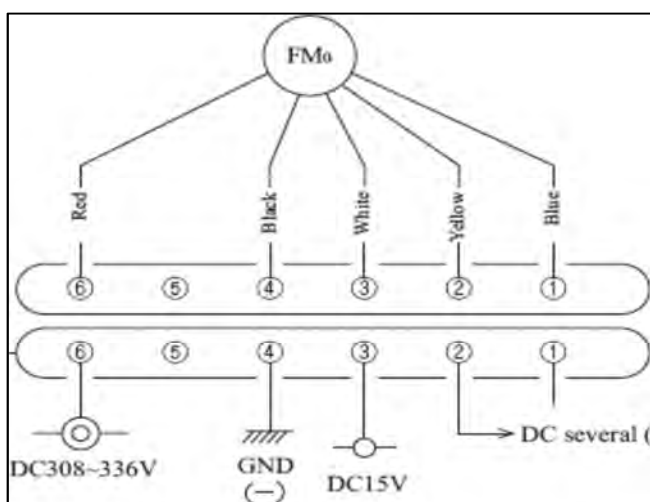 FM₀
Red
Black
White
Yellow
Blue
6 5 4 3 2 1
6 5 4 3 2 1
DC308~336V
GND
(−)
DC15V
DC several (